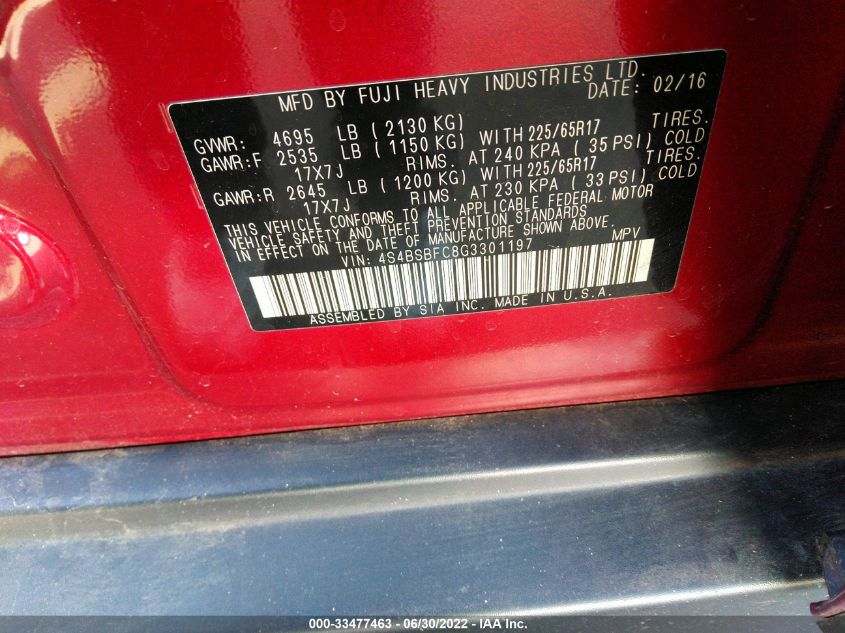 MFD BY FUJI HEAVY INDUSTRIES LTD.
DATE: 02/16
GVWR: 4695 LB (2130 KG)
GAWR:F 2535 LB (1150 KG) WITH 225/65R17 TIRES.
17X7J RIMS. AT 240 KPA (35 PSI) COLD
GAWR:R 2645 LB (1200 KG) WITH 225/65R17 TIRES.
17X7J RIMS. AT 230 KPA (33 PSI) COLD
THIS VEHICLE CONFORMS TO ALL APPLICABLE FEDERAL MOTOR
VEHICLE SAFETY AND THEFT PREVENTION STANDARDS
IN EFFECT ON THE DATE OF MANUFACTURE SHOWN ABOVE.
VIN: 4S4BSBFC8G3301197 MPV
ASSEMBLED BY SIA INC. MADE IN U.S.A.
000-33477463 - 06/30/2022 - IAA Inc.